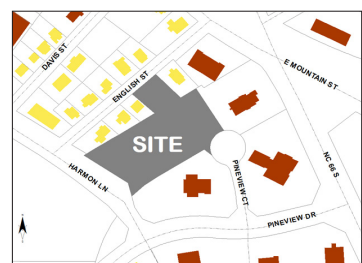 DAVIS ST
ENGLISH ST
E MOUNTAIN ST
SITE
HARMON LN
PINEVIEW CT
NC 66 S
PINEVIEW DR